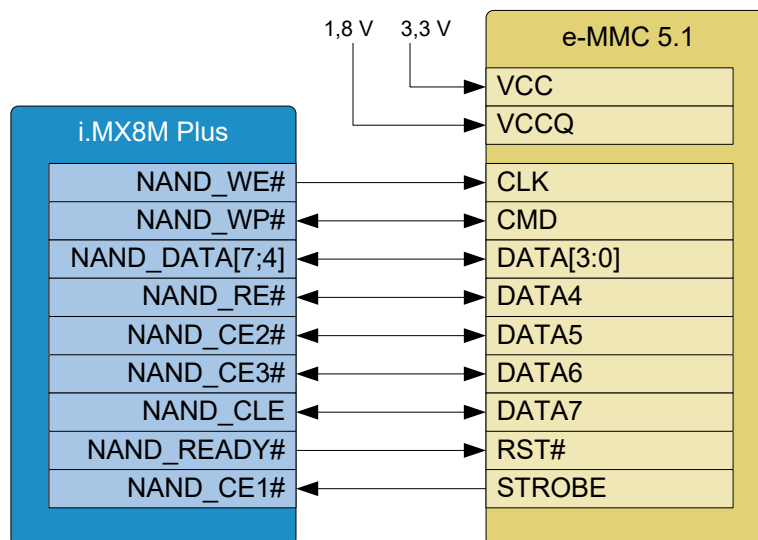 1,8 V 3,3 V
e-MMC 5.1
VCC
VCCQ
i.MX8M Plus
NAND_WE# CLK
NAND_WP# CMD
NAND_DATA[7;4] DATA[3:0]
NAND_RE# DATA4
NAND_CE2# DATA5
NAND_CE3# DATA6
NAND_CLE DATA7
NAND_READY# RST#
NAND_CE1# STROBE